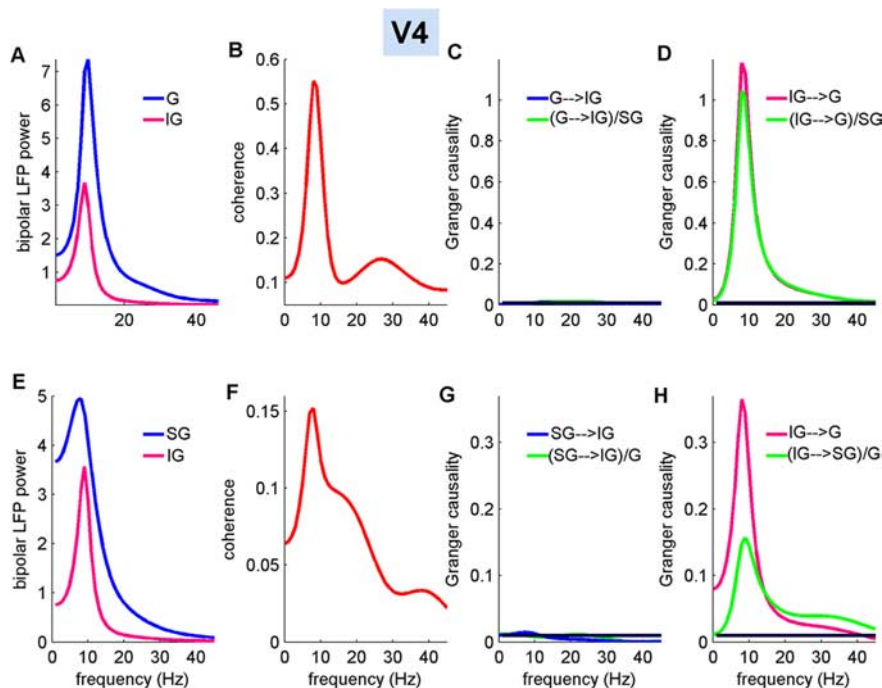 V4
A
bipolar LFP power
7
6
5
4
3
2
1
20
40
G
IG
B
coherence
0.6
0.5
0.4
0.3
0.2
0.1
0
10
20
30
40
frequency (Hz)
C
Granger causality
1
0.8
0.6
0.4
0.2
0
G-->IG
(G-->IG)/SG
0
10
20
30
40
frequency (Hz)
D
Granger causality
1
0.8
0.6
0.4
0.2
0
IG-->G
(IG-->G)/SG
0
10
20
30
40
frequency (Hz)
E
bipolar LFP power
5
4
3
2
1
0
SG
IG
0
10
20
30
40
frequency (Hz)
F
coherence
0.15
0.1
0.05
0
0
10
20
30
40
frequency (Hz)
G
Granger causality
0.3
0.2
0.1
0
SG-->IG
(SG-->IG)/G
0
10
20
30
40
frequency (Hz)
H
Granger causality
0.3
0.2
0.1
0
IG-->G
(IG-->SG)/G
0
10
20
30
40
frequency (Hz)